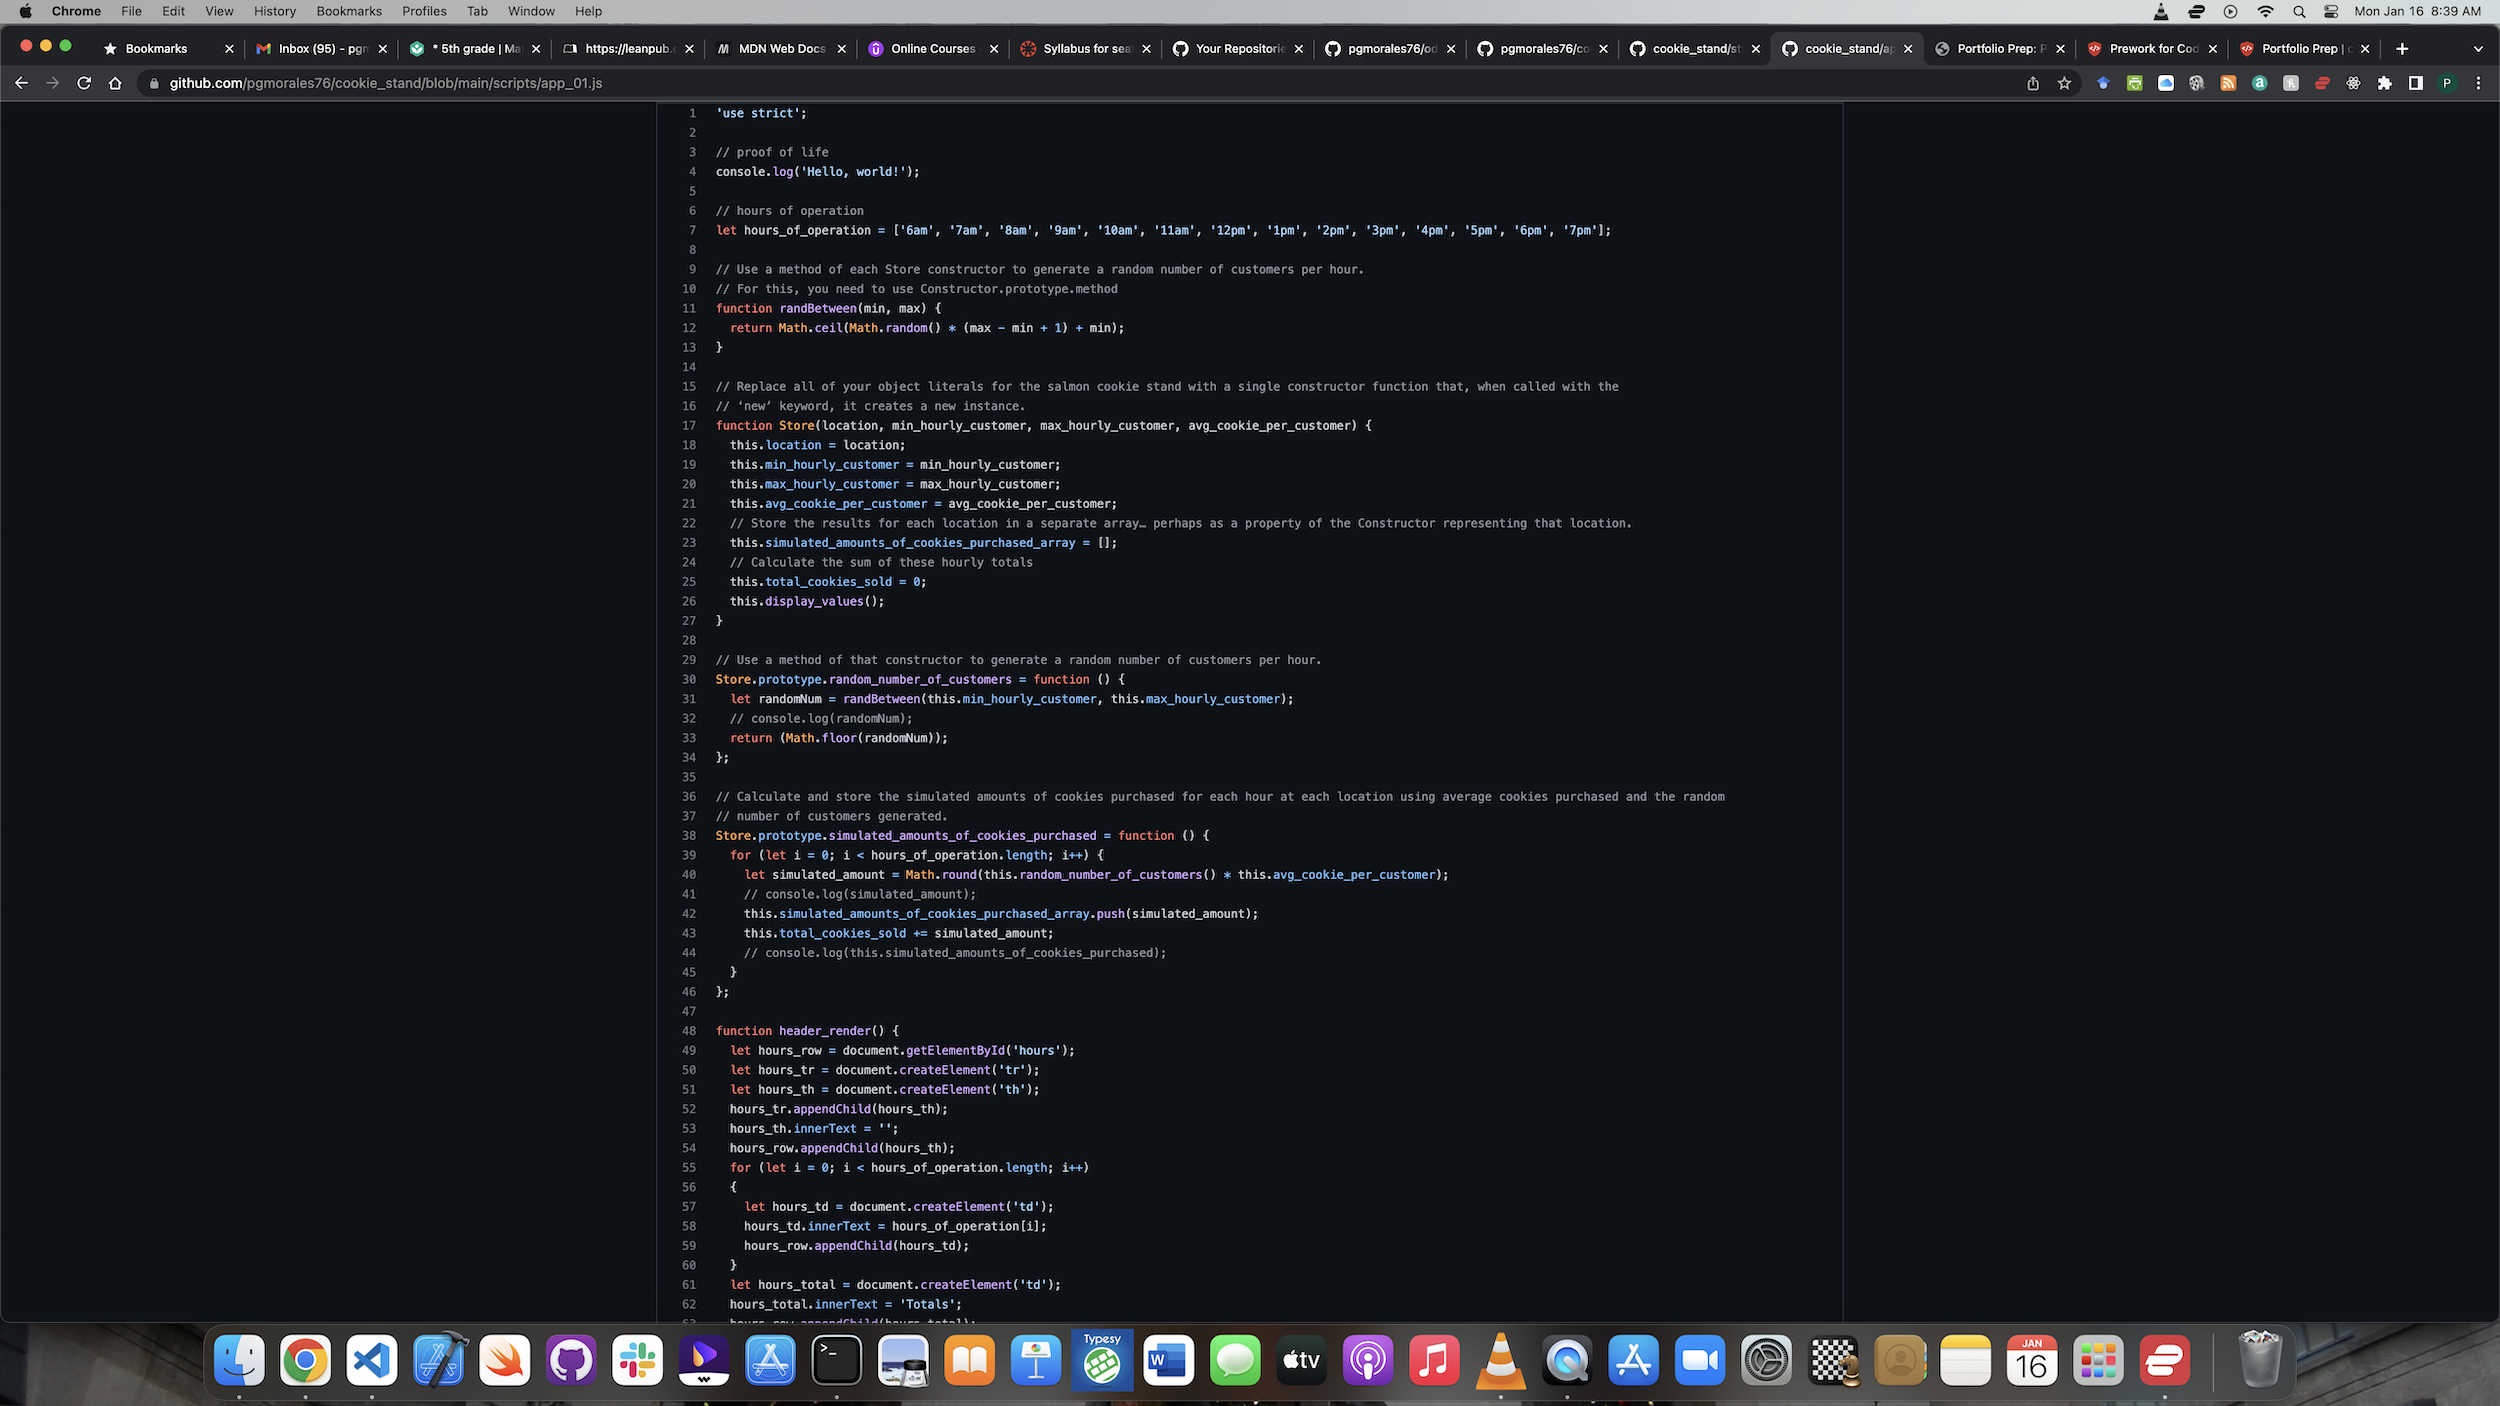 Chrome File Edit View History Bookmarks Profiles Tab Window Help Mon Jan 16 8:39 AM
Bookmarks Inbox (95) - pgm * 5th grade | Ma https://leanpub.c MDN Web Docs Online Courses Syllabus for sea Your Repositorie pgmorales76/od pgmorales76/co cookie_stand/st cookie_stand/ap Portfolio Prep: P Prework for Cod Portfolio Prep | c
github.com/pgmorales76/cookie_stand/blob/main/scripts/app_01.js P
1 'use strict';
2
3 // proof of life
4 console.log('Hello, world!');
5
6 // hours of operation
7 let hours_of_operation = ['6am', '7am', '8am', '9am', '10am', '11am', '12pm', '1pm', '2pm', '3pm', '4pm', '5pm', '6pm', '7pm'];
8
9 // Use a method of each Store constructor to generate a random number of customers per hour.
10 // For this, you need to use Constructor.prototype.method
11 function randBetween(min, max) {
12 return Math.ceil(Math.random() * (max - min + 1) + min);
13 }
14
15 // Replace all of your object literals for the salmon cookie stand with a single constructor function that, when called with the
16 // ‘new’ keyword, it creates a new instance.
17 function Store(location, min_hourly_customer, max_hourly_customer, avg_cookie_per_customer) {
18 this.location = location;
19 this.min_hourly_customer = min_hourly_customer;
20 this.max_hourly_customer = max_hourly_customer;
21 this.avg_cookie_per_customer = avg_cookie_per_customer;
22 // Store the results for each location in a separate array… perhaps as a property of the Constructor representing that location.
23 this.simulated_amounts_of_cookies_purchased_array = [];
24 // Calculate the sum of these hourly totals
25 this.total_cookies_sold = 0;
26 this.display_values();
27 }
28
29 // Use a method of that constructor to generate a random number of customers per hour.
30 Store.prototype.random_number_of_customers = function () {
31 let randomNum = randBetween(this.min_hourly_customer, this.max_hourly_customer);
32 // console.log(randomNum);
33 return (Math.floor(randomNum));
34 };
35
36 // Calculate and store the simulated amounts of cookies purchased for each hour at each location using average cookies purchased and the random
37 // number of customers generated.
38 Store.prototype.simulated_amounts_of_cookies_purchased = function () {
39 for (let i = 0; i < hours_of_operation.length; i++) {
40 let simulated_amount = Math.round(this.random_number_of_customers() * this.avg_cookie_per_customer);
41 // console.log(simulated_amount);
42 this.simulated_amounts_of_cookies_purchased_array.push(simulated_amount);
43 this.total_cookies_sold += simulated_amount;
44 // console.log(this.simulated_amounts_of_cookies_purchased);
45 }
46 };
47
48 function header_render() {
49 let hours_row = document.getElementById('hours');
50 let hours_tr = document.createElement('tr');
51 let hours_th = document.createElement('th');
52 hours_tr.appendChild(hours_th);
53 hours_th.innerText = '';
54 hours_row.appendChild(hours_th);
55 for (let i = 0; i < hours_of_operation.length; i++)
56 {
57 let hours_td = document.createElement('td');
58 hours_td.innerText = hours_of_operation[i];
59 hours_row.appendChild(hours_td);
60 }
61 let hours_total = document.createElement('td');
62 hours_total.innerText = 'Totals';
63 hours_row.appendChild(hours_total);
Typesy
W
tv
JAN
16